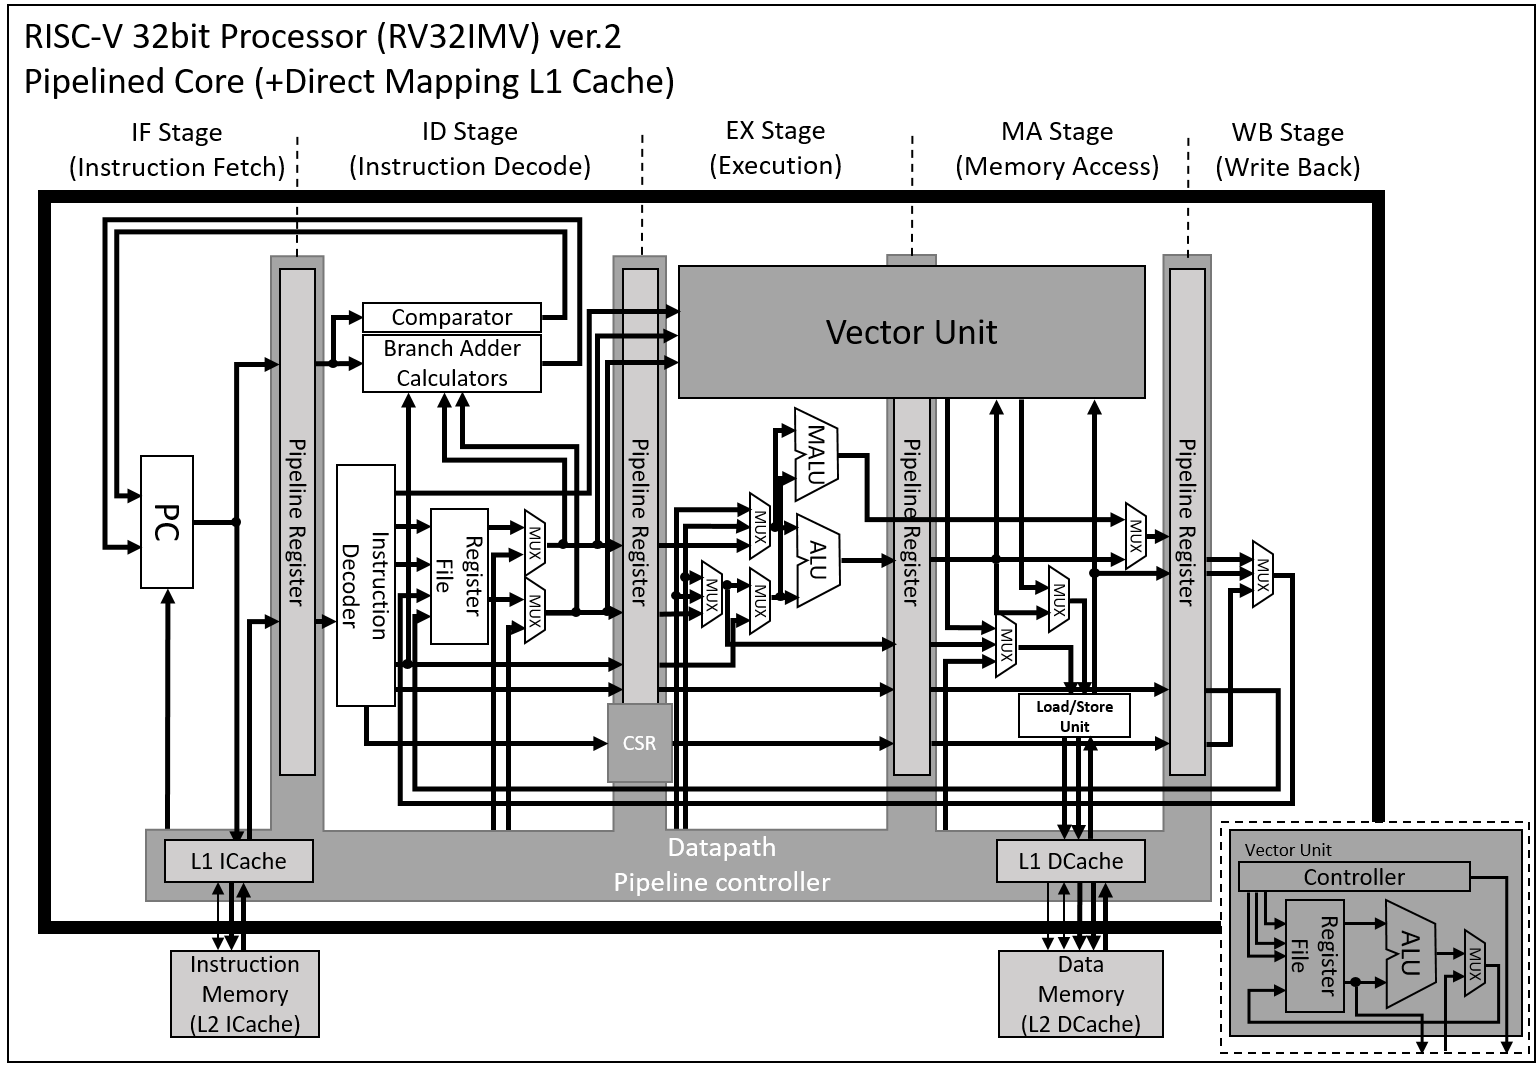 RISC-V 32bit Processor (RV32IMV) ver.2
Pipelined Core (+Direct Mapping L1 Cache)
IF Stage
(Instruction Fetch)
ID Stage
(Instruction Decode)
EX Stage
(Execution)
MA Stage
(Memory Access)
WB Stage
(Write Back)
Comparator
Branch Adder
Calculators
Vector Unit
PC
Pipeline Register
Instruction
Decoder
Register
File
MUX
MUX
Pipeline Register
CSR
MUX
MUX
MUX
MALU
ALU
Pipeline Register
MUX
MUX
MUX
Load/Store
Unit
Pipeline Register
MUX
Datapath
Pipeline controller
L1 ICache
L1 DCache
Instruction
Memory
(L2 ICache)
Data
Memory
(L2 DCache)
Vector Unit
Controller
Register
File
ALU
MUX